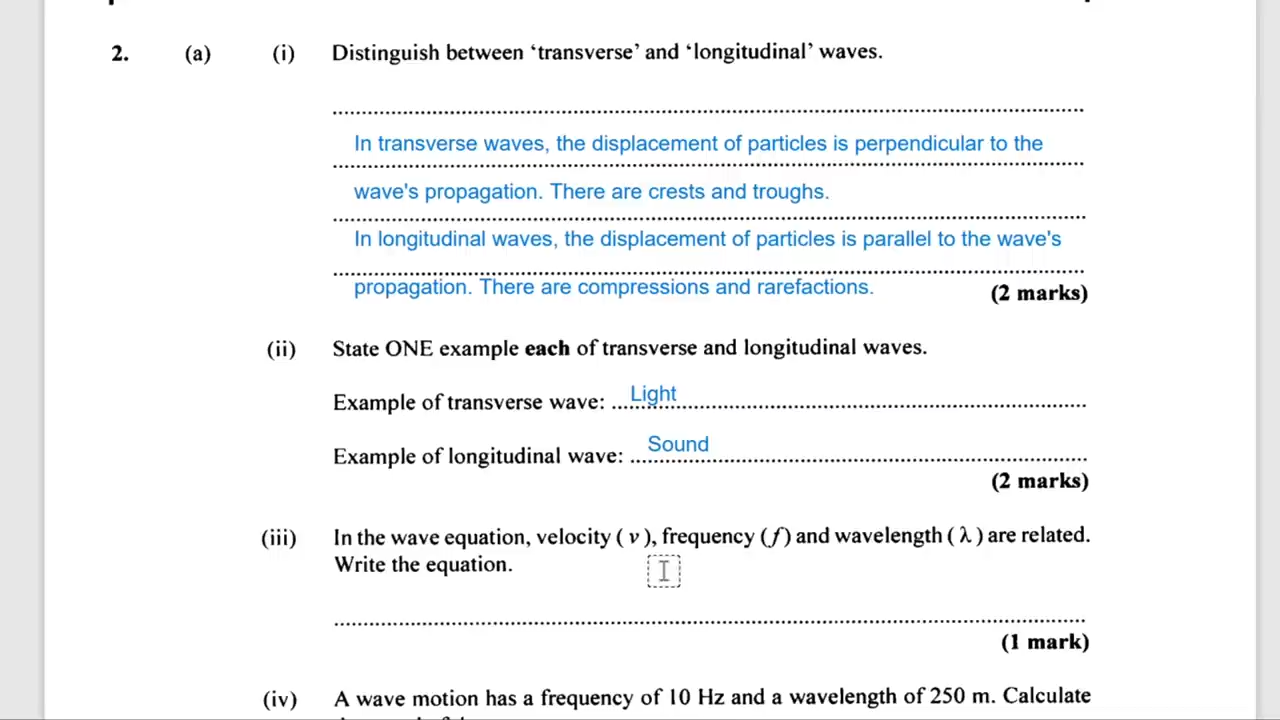 2. (a) (i) Distinguish between ‘transverse’ and ‘longitudinal’ waves.
In transverse waves, the displacement of particles is perpendicular to the
wave's propagation. There are crests and troughs.
In longitudinal waves, the displacement of particles is parallel to the wave's
propagation. There are compressions and rarefactions.
(2 marks)
(ii) State ONE example each of transverse and longitudinal waves.
Example of transverse wave: Light
Example of longitudinal wave: Sound
(2 marks)
(iii) In the wave equation, velocity ( v ), frequency ( f ) and wavelength ( λ ) are related.
Write the equation.
(1 mark)
(iv) A wave motion has a frequency of 10 Hz and a wavelength of 250 m. Calculate